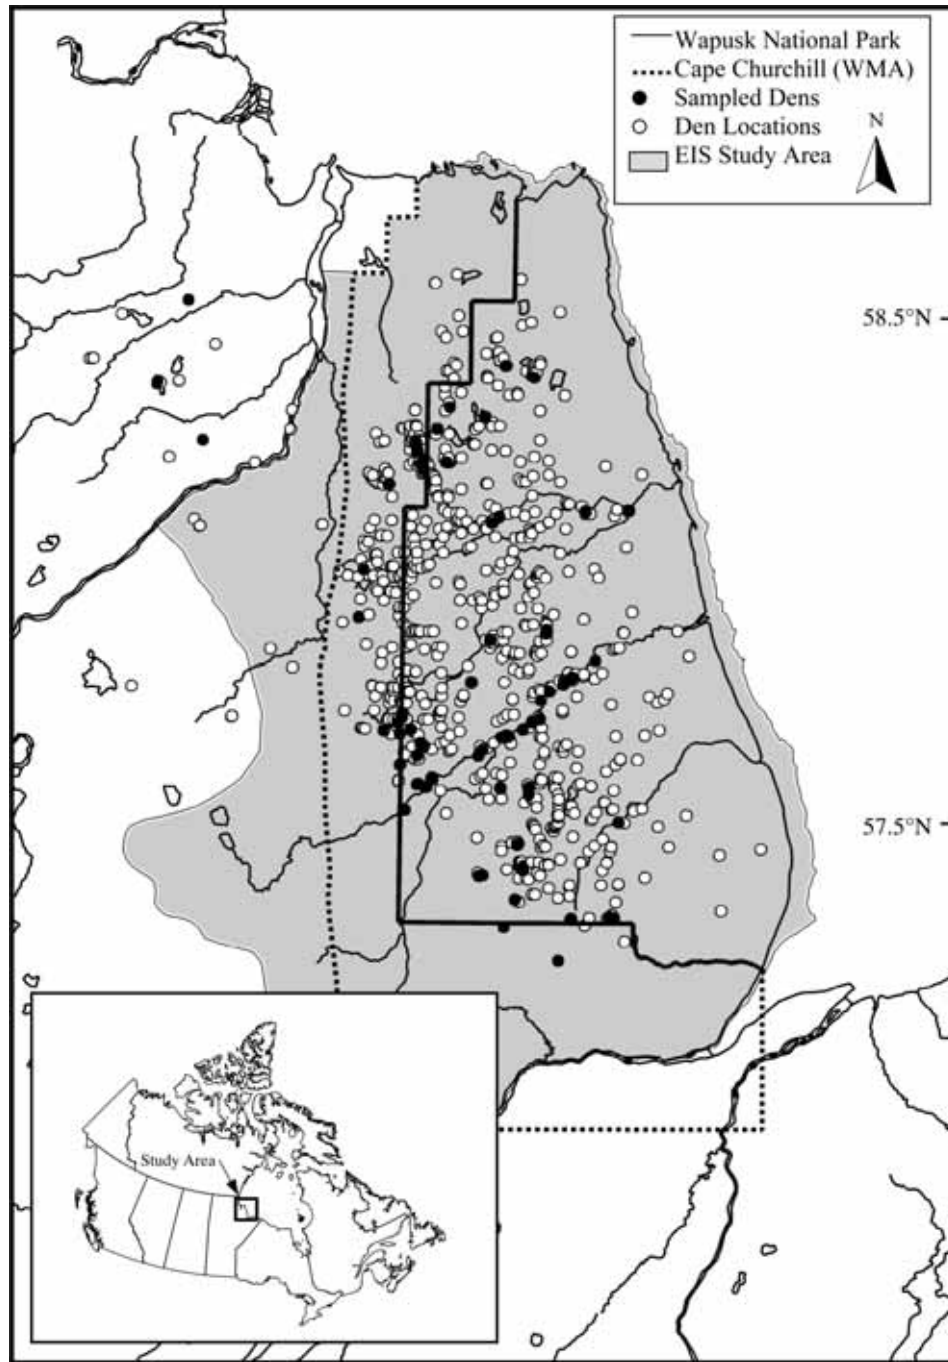 Wapusk National Park
Cape Churchill (WMA)
Sampled Dens
Den Locations
EIS Study Area
N
58.5°N
57.5°N
Study Area